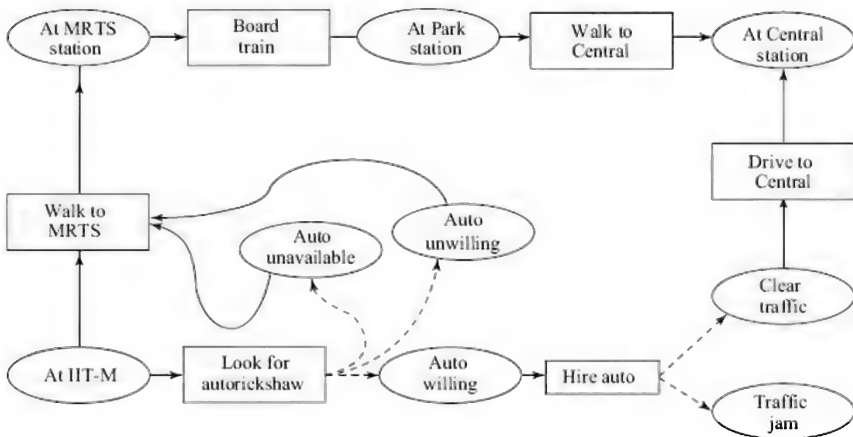 At MRTS
station
Board
train
At Park
station
Walk to
Central
At Central
station
Drive to
Central
Walk to
MRTS
Auto
unavailable
Auto
unwilling
Clear
traffic
At IIT-M
Look for
autorickshaw
Auto
willing
Hire auto
Traffic
jam